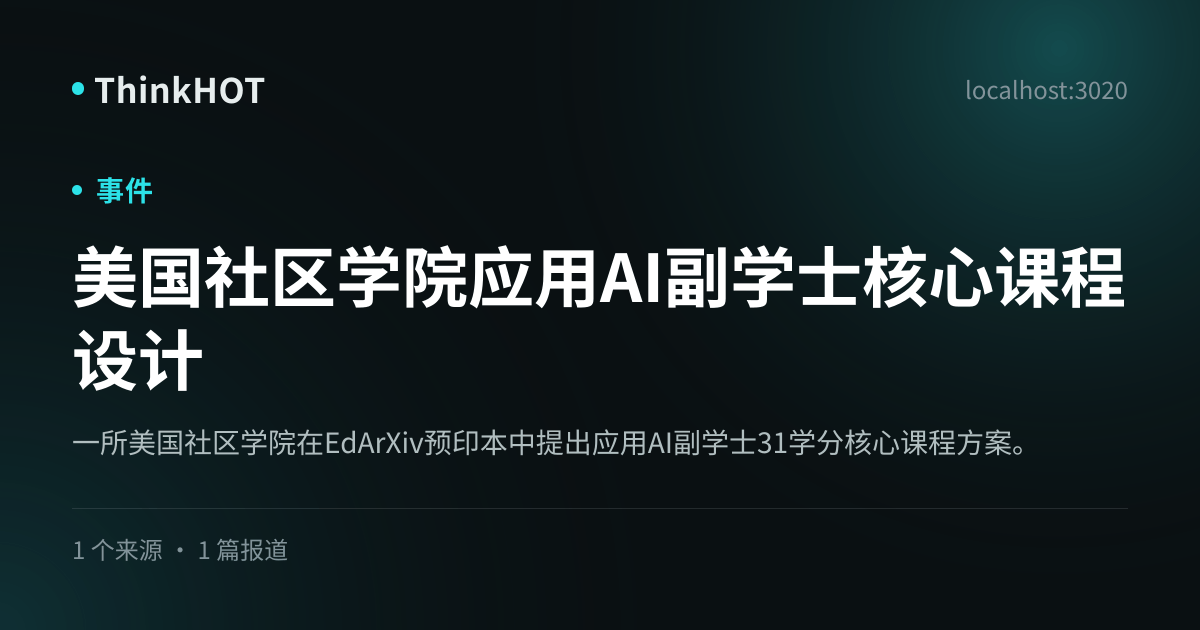 ThinkHOT
localhost:3020
事件
美国社区学院应用AI副学士核心课程
设计
一所美国社区学院在EdArXiv预印本中提出应用AI副学士31学分核心课程方案。
1 个来源 · 1 篇报道